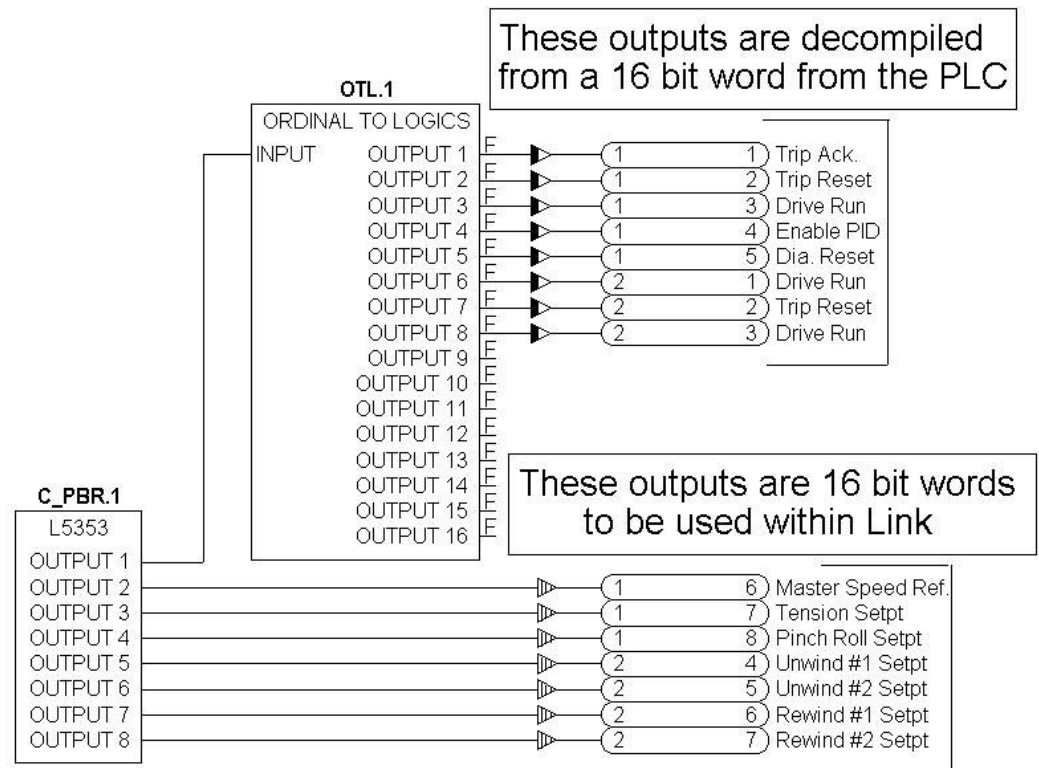 These outputs are decompiled
from a 16 bit word from the PLC
OTL.1
ORDINAL TO LOGICS
INPUT OUTPUT 1 F 1 1 Trip Ack.
OUTPUT 2 F 1 2 Trip Reset
OUTPUT 3 F 1 3 Drive Run
OUTPUT 4 F 1 4 Enable PID
OUTPUT 5 F 1 5 Dia. Reset
OUTPUT 6 F 2 1 Drive Run
OUTPUT 7 F 2 2 Trip Reset
OUTPUT 8 F 2 3 Drive Run
OUTPUT 9 F
OUTPUT 10 F
OUTPUT 11 F
OUTPUT 12 F
OUTPUT 13 F
OUTPUT 14 F
OUTPUT 15 F
OUTPUT 16 F
These outputs are 16 bit words
to be used within Link
C_PBR.1
L5353
OUTPUT 1
OUTPUT 2 1 6 Master Speed Ref.
OUTPUT 3 1 7 Tension Setpt
OUTPUT 4 1 8 Pinch Roll Setpt
OUTPUT 5 2 4 Unwind #1 Setpt
OUTPUT 6 2 5 Unwind #2 Setpt
OUTPUT 7 2 6 Rewind #1 Setpt
OUTPUT 8 2 7 Rewind #2 Setpt